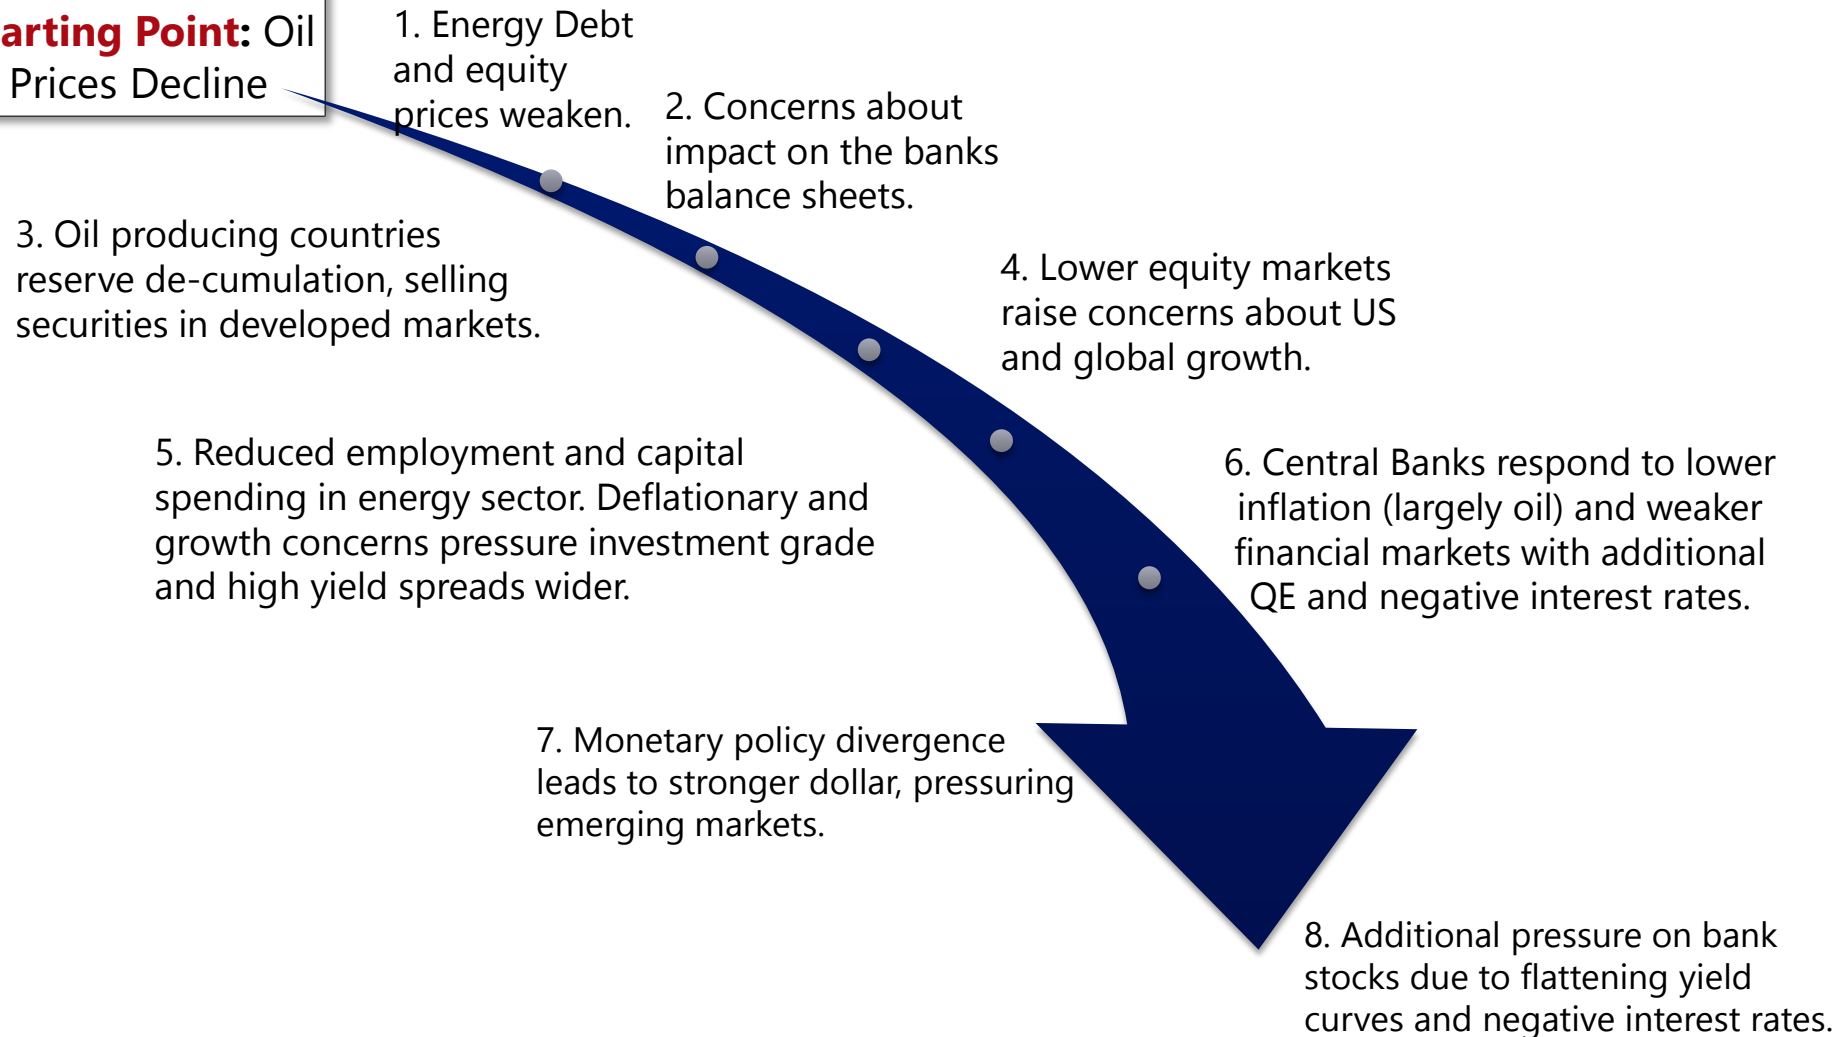 arting Point: Oil
Prices Decline
1. Energy Debt
and equity
prices weaken.
2. Concerns about
impact on the banks
balance sheets.
3. Oil producing countries
reserve de-cumulation, selling
securities in developed markets.
4. Lower equity markets
raise concerns about US
and global growth.
5. Reduced employment and capital
spending in energy sector. Deflationary and
growth concerns pressure investment grade
and high yield spreads wider.
6. Central Banks respond to lower
inflation (largely oil) and weaker
financial markets with additional
QE and negative interest rates.
7. Monetary policy divergence
leads to stronger dollar, pressuring
emerging markets.
8. Additional pressure on bank
stocks due to flattening yield
curves and negative interest rates.